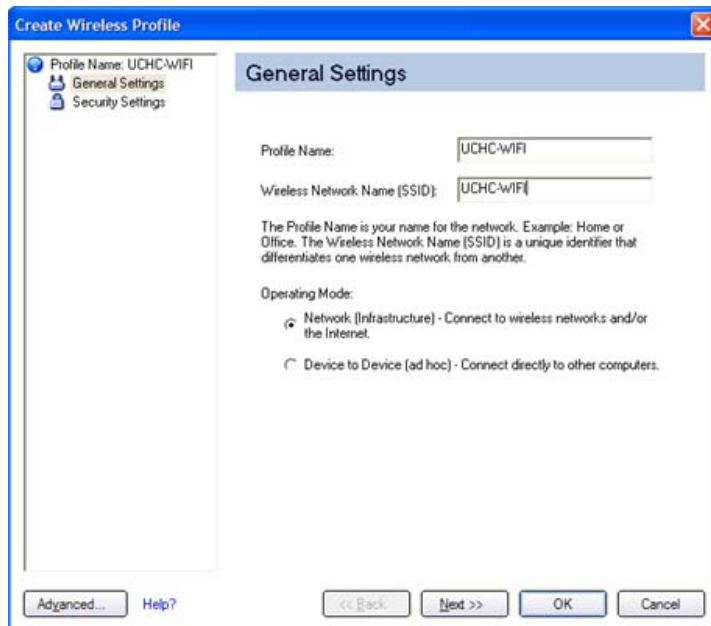 Create Wireless Profile
Profile Name: UCHC-WIFI
General Settings
Security Settings
General Settings
Profile Name: UCHC-WIFI
Wireless Network Name (SSID): UCHC-WIFI
The Profile Name is your name for the network. Example: Home or
Office. The Wireless Network Name (SSID) is a unique identifier that
differentiates one wireless network from another.
Operating Mode:
Network (Infrastructure) - Connect to wireless networks and/or
the Internet.
Device to Device (ad hoc) - Connect directly to other computers.
Advanced... Help? << Back Next >> OK Cancel